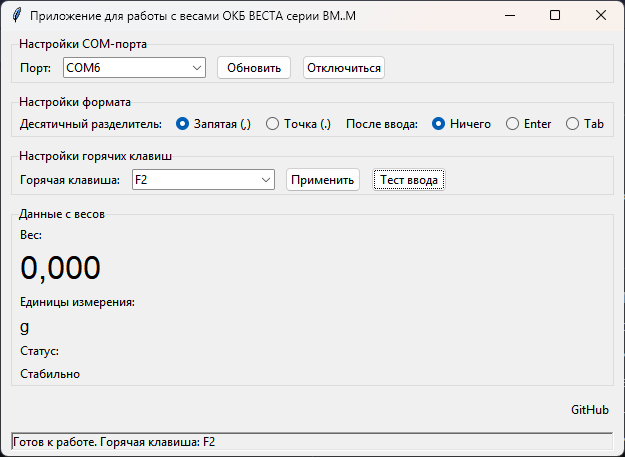 Приложение для работы с весами ОКБ ВЕСТА серии ВМ..М
Настройки COM-порта
Порт: COM6 Обновить Отключиться
Настройки формата
Десятичный разделитель: Запятая (,) Точка (.) После ввода: Ничего Enter Tab
Настройки горячих клавиш
Горячая клавиша: F2 Применить Тест ввода
Данные с весов
Вес:
0,000
Единицы измерения:
g
Статус:
Стабильно
GitHub
Готов к работе. Горячая клавиша: F2